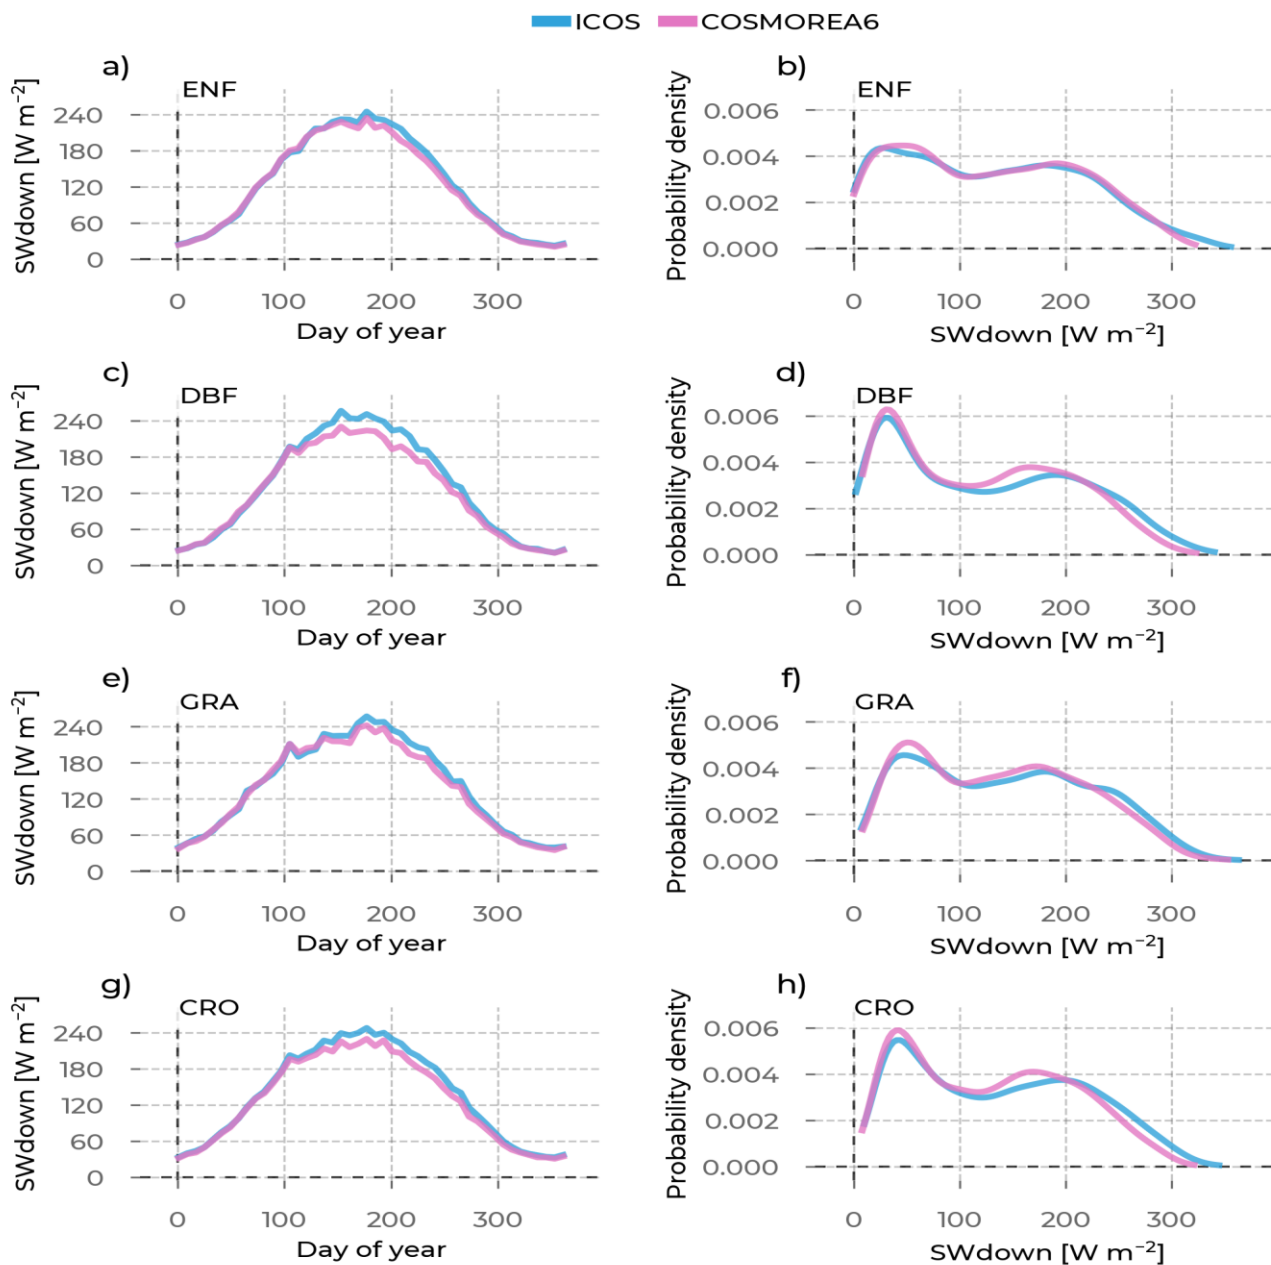 ICOS COSMOREA6
a) b)
ENF ENF
SWdown [W m⁻²]
240
180
120
60
0
0 100 200 300
Day of year
Probability density
0.006
0.004
0.002
0.000
0 100 200 300
SWdown [W m⁻²]
c) d)
DBF DBF
SWdown [W m⁻²]
240
180
120
60
0
0 100 200 300
Day of year
Probability density
0.006
0.004
0.002
0.000
0 100 200 300
SWdown [W m⁻²]
e) f)
GRA GRA
SWdown [W m⁻²]
240
180
120
60
0
0 100 200 300
Day of year
Probability density
0.006
0.004
0.002
0.000
0 100 200 300
SWdown [W m⁻²]
g) h)
CRO CRO
SWdown [W m⁻²]
240
180
120
60
0
0 100 200 300
Day of year
Probability density
0.006
0.004
0.002
0.000
0 100 200 300
SWdown [W m⁻²]